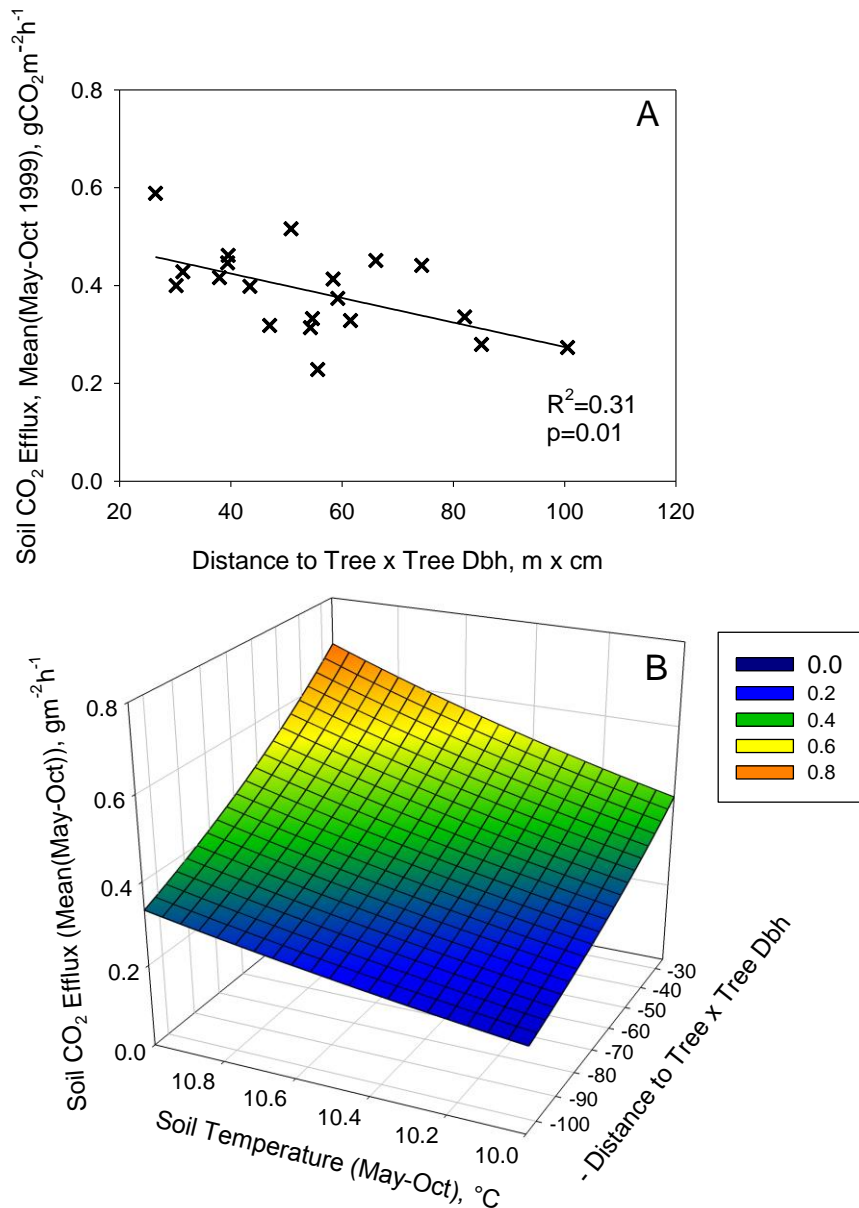 Soil CO₂ Efflux, Mean(May-Oct 1999), gCO₂m⁻²h⁻¹
0.8
0.6
0.4
0.2
0.0
A
R²=0.31
p=0.01
20 40 60 80 100 120
Distance to Tree x Tree Dbh, m x cm
Soil CO₂ Efflux (Mean(May-Oct)), gm⁻²h⁻¹
0.8
0.6
0.4
0.2
0.0
B
0.0
0.2
0.4
0.6
0.8
10.8 10.6 10.4 10.2 10.0
Soil Temperature (May-Oct), °C
-30
-40
-50
-60
-70
-80
-90
-100
- Distance to Tree x Tree Dbh